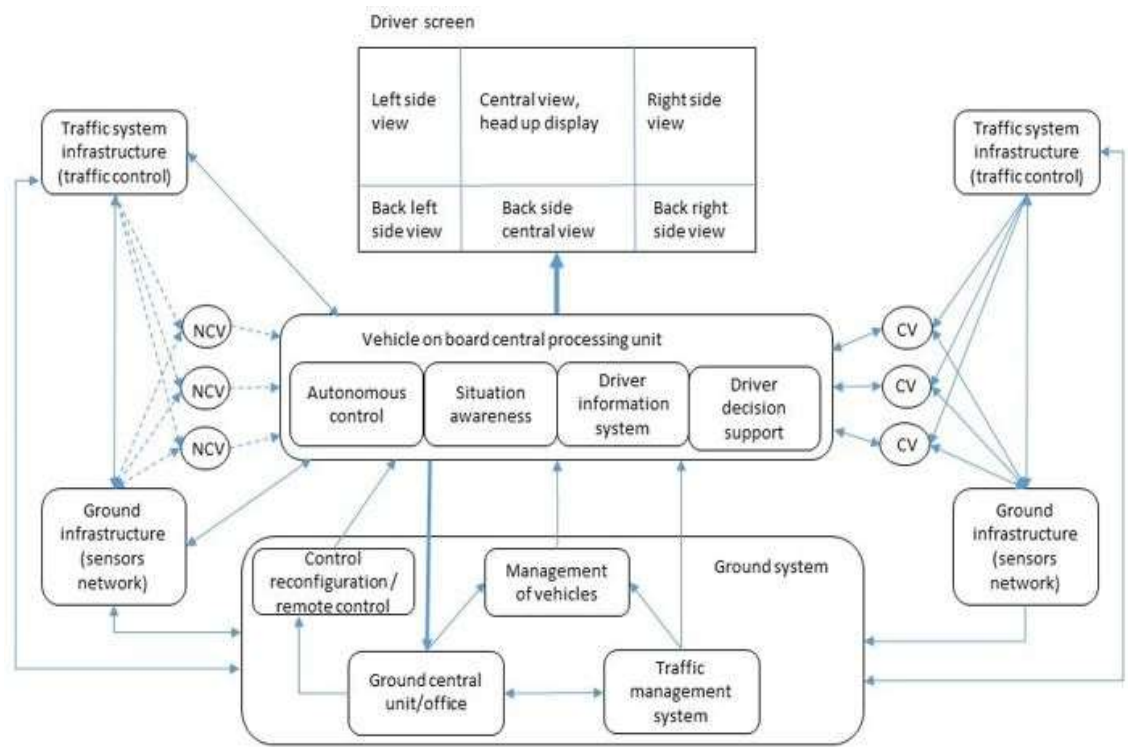 Driver screen
Left side
view
Central view,
head up display
Right side
view
Back left
side view
Back side
central view
Back right
side view
Traffic system
infrastructure
(traffic control)
Traffic system
infrastructure
(traffic control)
NCV
NCV
NCV
Vehicle on board central processing unit
Autonomous
control
Situation
awareness
Driver
information
system
Driver
decision
support
CV
CV
CV
Ground
infrastructure
(sensors
network)
Ground
infrastructure
(sensors
network)
Control
reconfiguration/
remote control
Management
of vehicles
Ground system
Ground central
unit/office
Traffic
management
system